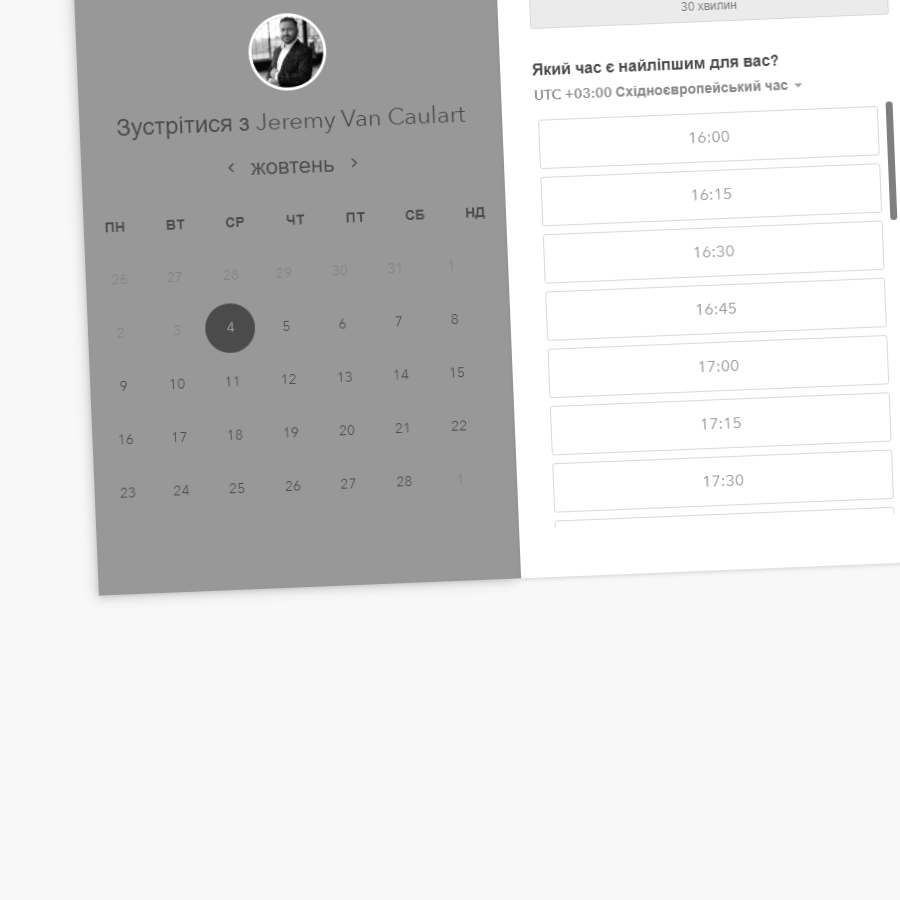 Зустрітися з Jeremy Van Caulart
‹ жовтень ›
ПН ВТ СР ЧТ ПТ СБ НД
26 27 28 29 30 31 1
2 3 4 5 6 7 8
9 10 11 12 13 14 15
16 17 18 19 20 21 22
23 24 25 26 27 28 1
30 хвилин
Який час є найліпшим для вас?
UTC +03:00 Східноєвропейський час
16:00
16:15
16:30
16:45
17:00
17:15
17:30